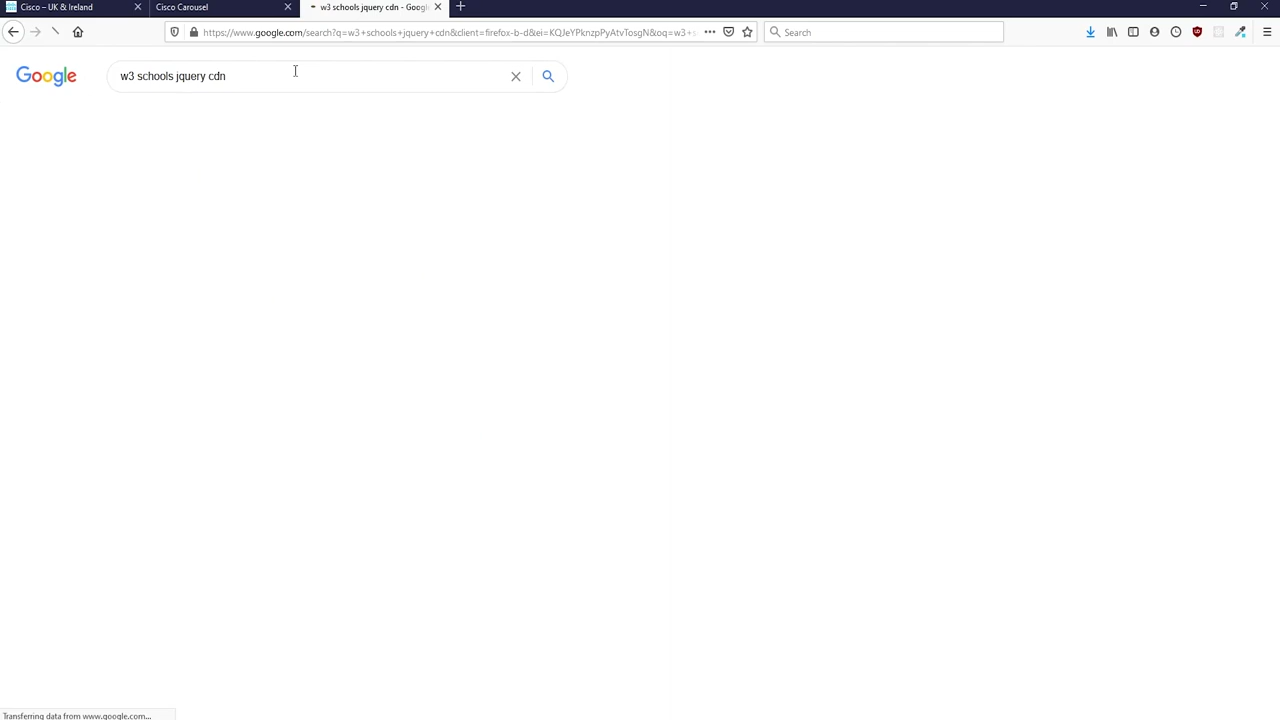 Cisco – UK & Ireland
Cisco Carousel
w3 schools jquery cdn - Googl
https://www.google.com/search?q=w3+schools+jquery+cdn&client=firefox-b-d&ei=KQJeYPknzpPyAtvTosgN&oq=w3+s
Search
Google
w3 schools jquery cdn
Transferring data from www.google.com...